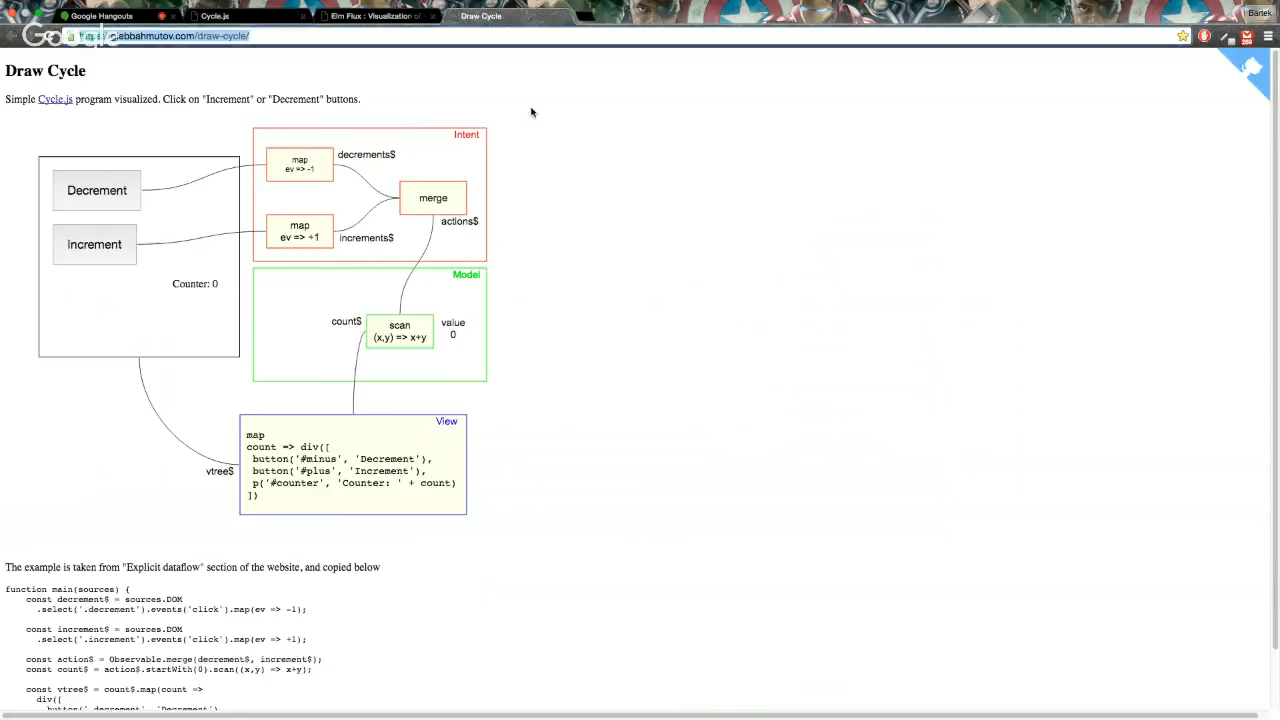 Google Hangouts
Cycle.js
Elm Flux : Visualization of
Draw Cycle
Bartek
Google
.ebbahmutov.com/draw-cycle/
259
Draw Cycle
Simple Cycle.js program visualized. Click on "Increment" or "Decrement" buttons.
Intent
map
ev => -1
decrements$
Decrement
merge
actions$
map
ev => +1
increments$
Increment
Model
Counter: 0
count$
scan
(x,y) => x+y
value
0
View
map
count => div([
button('#minus', 'Decrement'),
button('#plus', 'Increment'),
p('#counter', 'Counter: ' + count)
])
vtree$
The example is taken from "Explicit dataflow" section of the website, and copied below
function main(sources) {
const decrement$ = sources.DOM
.select('.decrement').events('click').map(ev => -1);
const increment$ = sources.DOM
.select('.increment').events('click').map(ev => +1);
const action$ = Observable.merge(decrement$, increment$);
const count$ = action$.startWith(0).scan((x,y) => x+y);
const vtree$ = count$.map(count =>
div([
button('.decrement', 'Decrement')